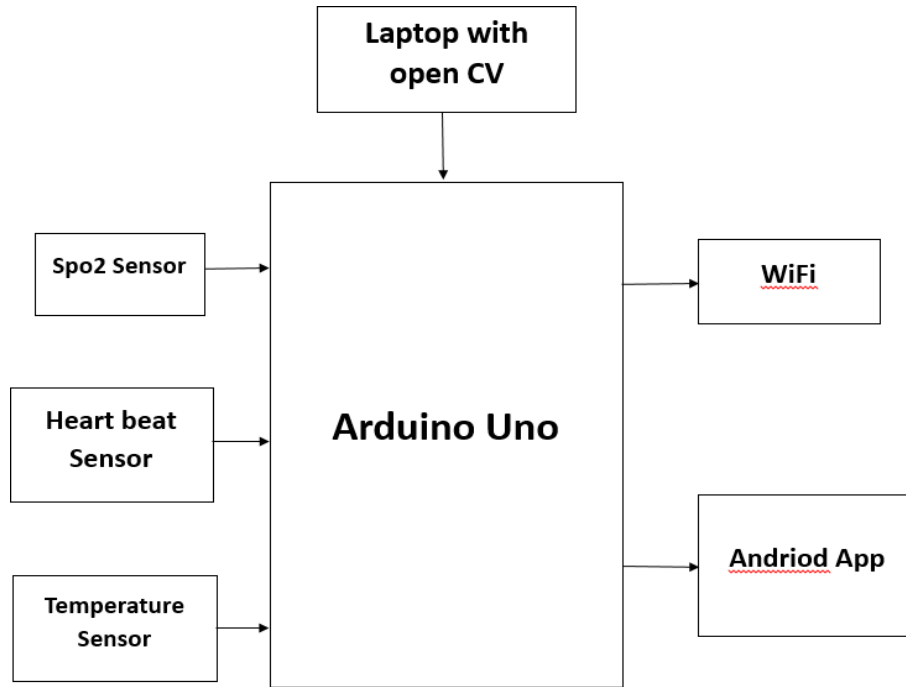 Laptop with
open CV
Spo2 Sensor
WiFi
Heart beat
Sensor
Arduino Uno
Andriod App
Temperature
Sensor